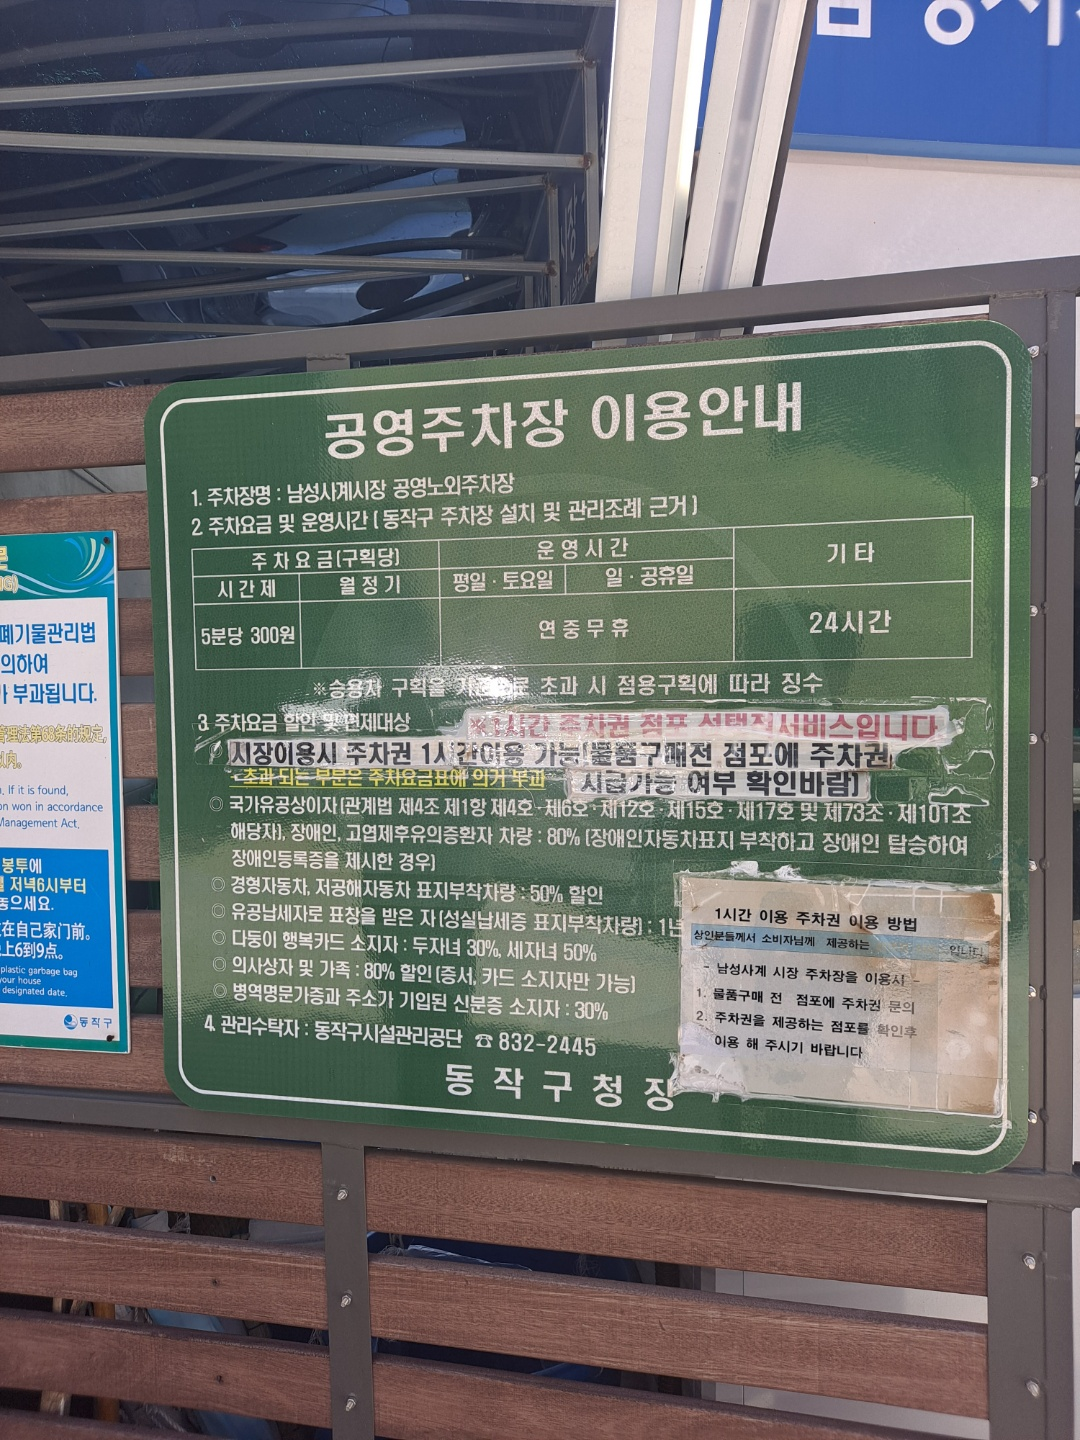 공영주차장 이용안내
1. 주차장명 : 남성사계시장 공영노외주차장
2. 주차요금 및 운영시간 ( 동작구 주차장 설치 및 관리조례 근거 )
주 차 요 금 (구획당)
운 영 시 간
기 타
시 간 제
월 정 기
평일 · 토요일
일 · 공휴일
5분당 300원
연 중 무 휴
24시간
※승용차 구획을 초과 시 점용구획에 따라 징수
3. 주차요금 할인 및 면제대상
※1시간 주차권 점포 선택적서비스입니다
시장이용시 주차권 1시간이용 가능(물품구매전 점포에 주차권
- 초과 되는 부분은 주차요금표에 의거 부과
시급가능 여부 확인바람)
◎ 국가유공상이자 (관계법 제4조 제1항 제4호 · 제6호 · 제12호 · 제15호 · 제17호 및 제73조 · 제101조
해당자), 장애인, 고엽제후유의증환자 차량 : 80% (장애인자동차표지 부착하고 장애인 탑승하여
장애인등록증을 제시한 경우)
◎ 경형자동차, 저공해자동차 표지부착차량 : 50% 할인
◎ 유공납세자로 표창을 받은 자 (성실납세증 표지부착차량) : 1년
◎ 다둥이 행복카드 소지자 : 두자녀 30%, 세자녀 50%
◎ 의사상자 및 가족 : 80% 할인 (증서, 카드 소지자만 가능)
◎ 병역명문가증과 주소가 기입된 신분증 소지자 : 30%
4. 관리수탁자 : 동작구시설관리공단 ☎ 832-2445
동 작 구 청 장
1시간 이용 주차권 이용 방법
상인분들께서 소비자님께 제공하는 입니다
- 남성사계 시장 주차장을 이용시 -
1. 물품구매 전 점포에 주차권 문의
2. 주차권을 제공하는 점포를 확인후
이용 해 주시기 바랍니다
폐기물관리법
의하여
부과됩니다.
管理法第68条的规定,
以内。
If it is found,
on won in accordance
Management Act.
봉투에
저녁6시부터
놓으세요.
在自己家门前。
上6到9点。
plastic garbage bag
your house
designated date.
동작구